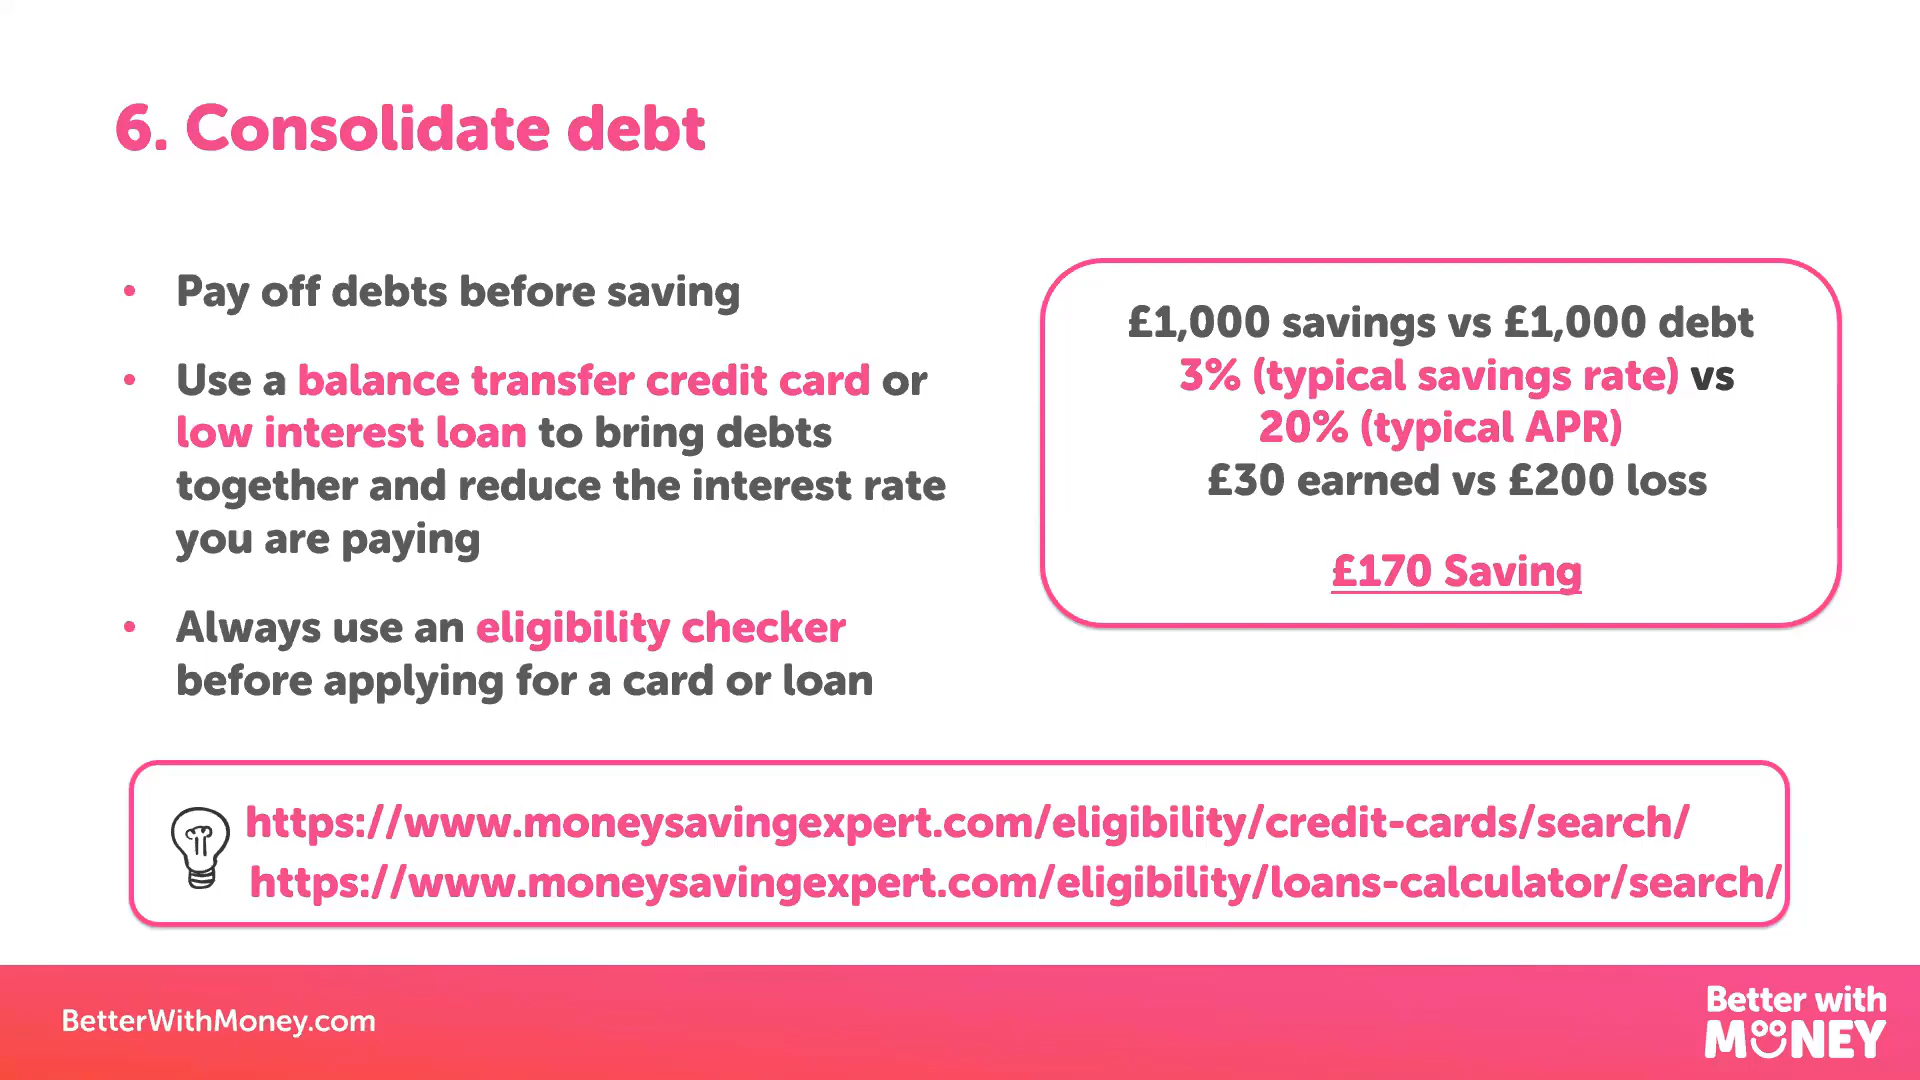 6. Consolidate debt
• Pay off debts before saving
• Use a balance transfer credit card or
low interest loan to bring debts
together and reduce the interest rate
you are paying
• Always use an eligibility checker
before applying for a card or loan
£1,000 savings vs £1,000 debt
3% (typical savings rate) vs
20% (typical APR)
£30 earned vs £200 loss
£170 Saving
https://www.moneysavingexpert.com/eligibility/credit-cards/search/
https://www.moneysavingexpert.com/eligibility/loans-calculator/search/
BetterWithMoney.com
Better with
MONEY